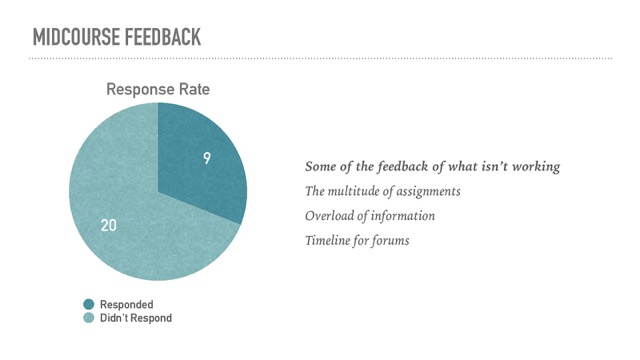 MIDCOURSE FEEDBACK
Response Rate
9
20
Responded
Didn't Respond
Some of the feedback of what isn't working
The multitude of assignments
Overload of information
Timeline for forums